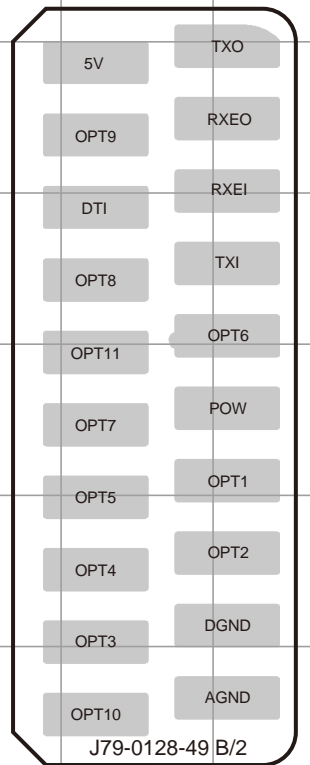 TXO
5V
RXEO
OPT9
RXEI
DTI
TXI
OPT8
OPT6
OPT11
POW
OPT7
OPT1
OPT5
OPT2
OPT4
DGND
OPT3
AGND
OPT10
J79-0128-49 B/2